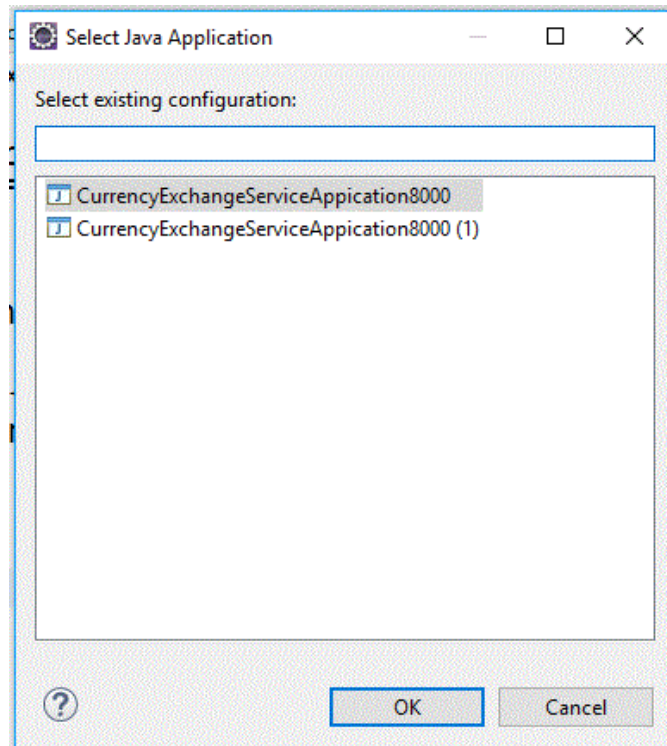 Select Java Application
Select existing configuration:
CurrencyExchangeServiceAppication8000
CurrencyExchangeServiceAppication8000 (1)
?
OK
Cancel